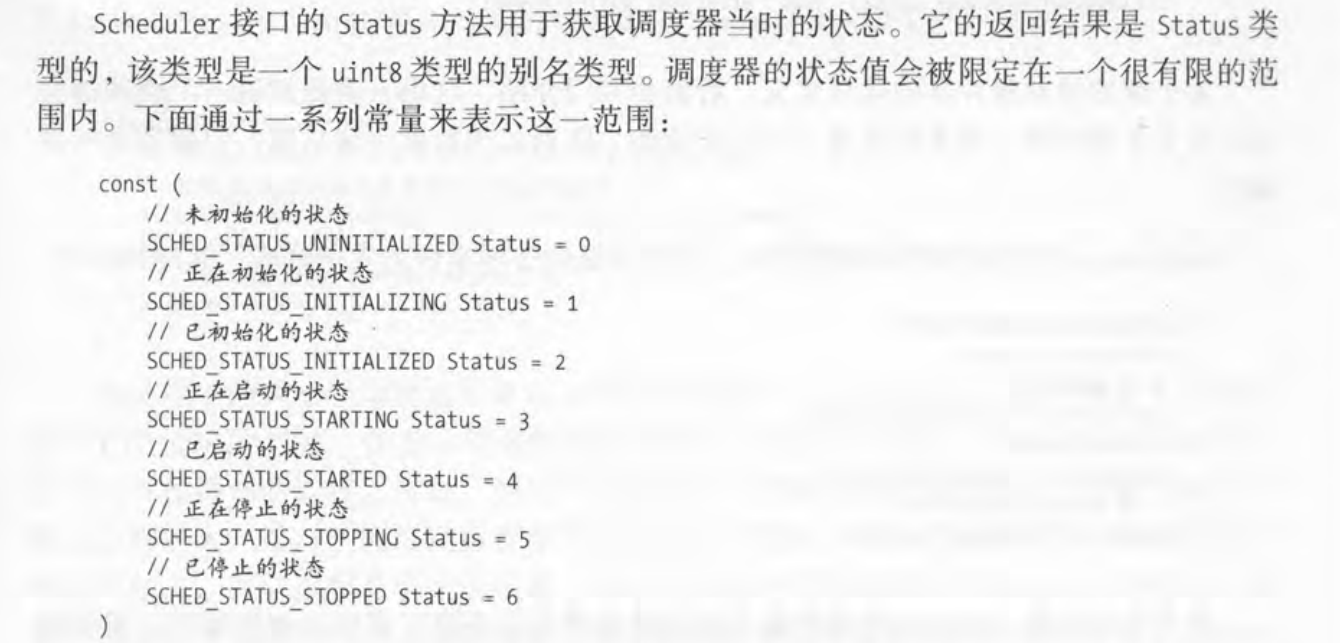 Scheduler 接口的 Status 方法用于获取调度器当时的状态。它的返回结果是 Status 类
型的，该类型是一个 uint8 类型的别名类型。调度器的状态值会被限定在一个很有限的范
围内。下面通过一系列常量来表示这一范围：
const (
// 未初始化的状态
SCHED_STATUS_UNINITIALIZED Status = 0
// 正在初始化的状态
SCHED_STATUS_INITIALIZING Status = 1
// 已初始化的状态
SCHED_STATUS_INITIALIZED Status = 2
// 正在启动的状态
SCHED_STATUS_STARTING Status = 3
// 已启动的状态
SCHED_STATUS_STARTED Status = 4
// 正在停止的状态
SCHED_STATUS_STOPPING Status = 5
// 已停止的状态
SCHED_STATUS_STOPPED Status = 6
)